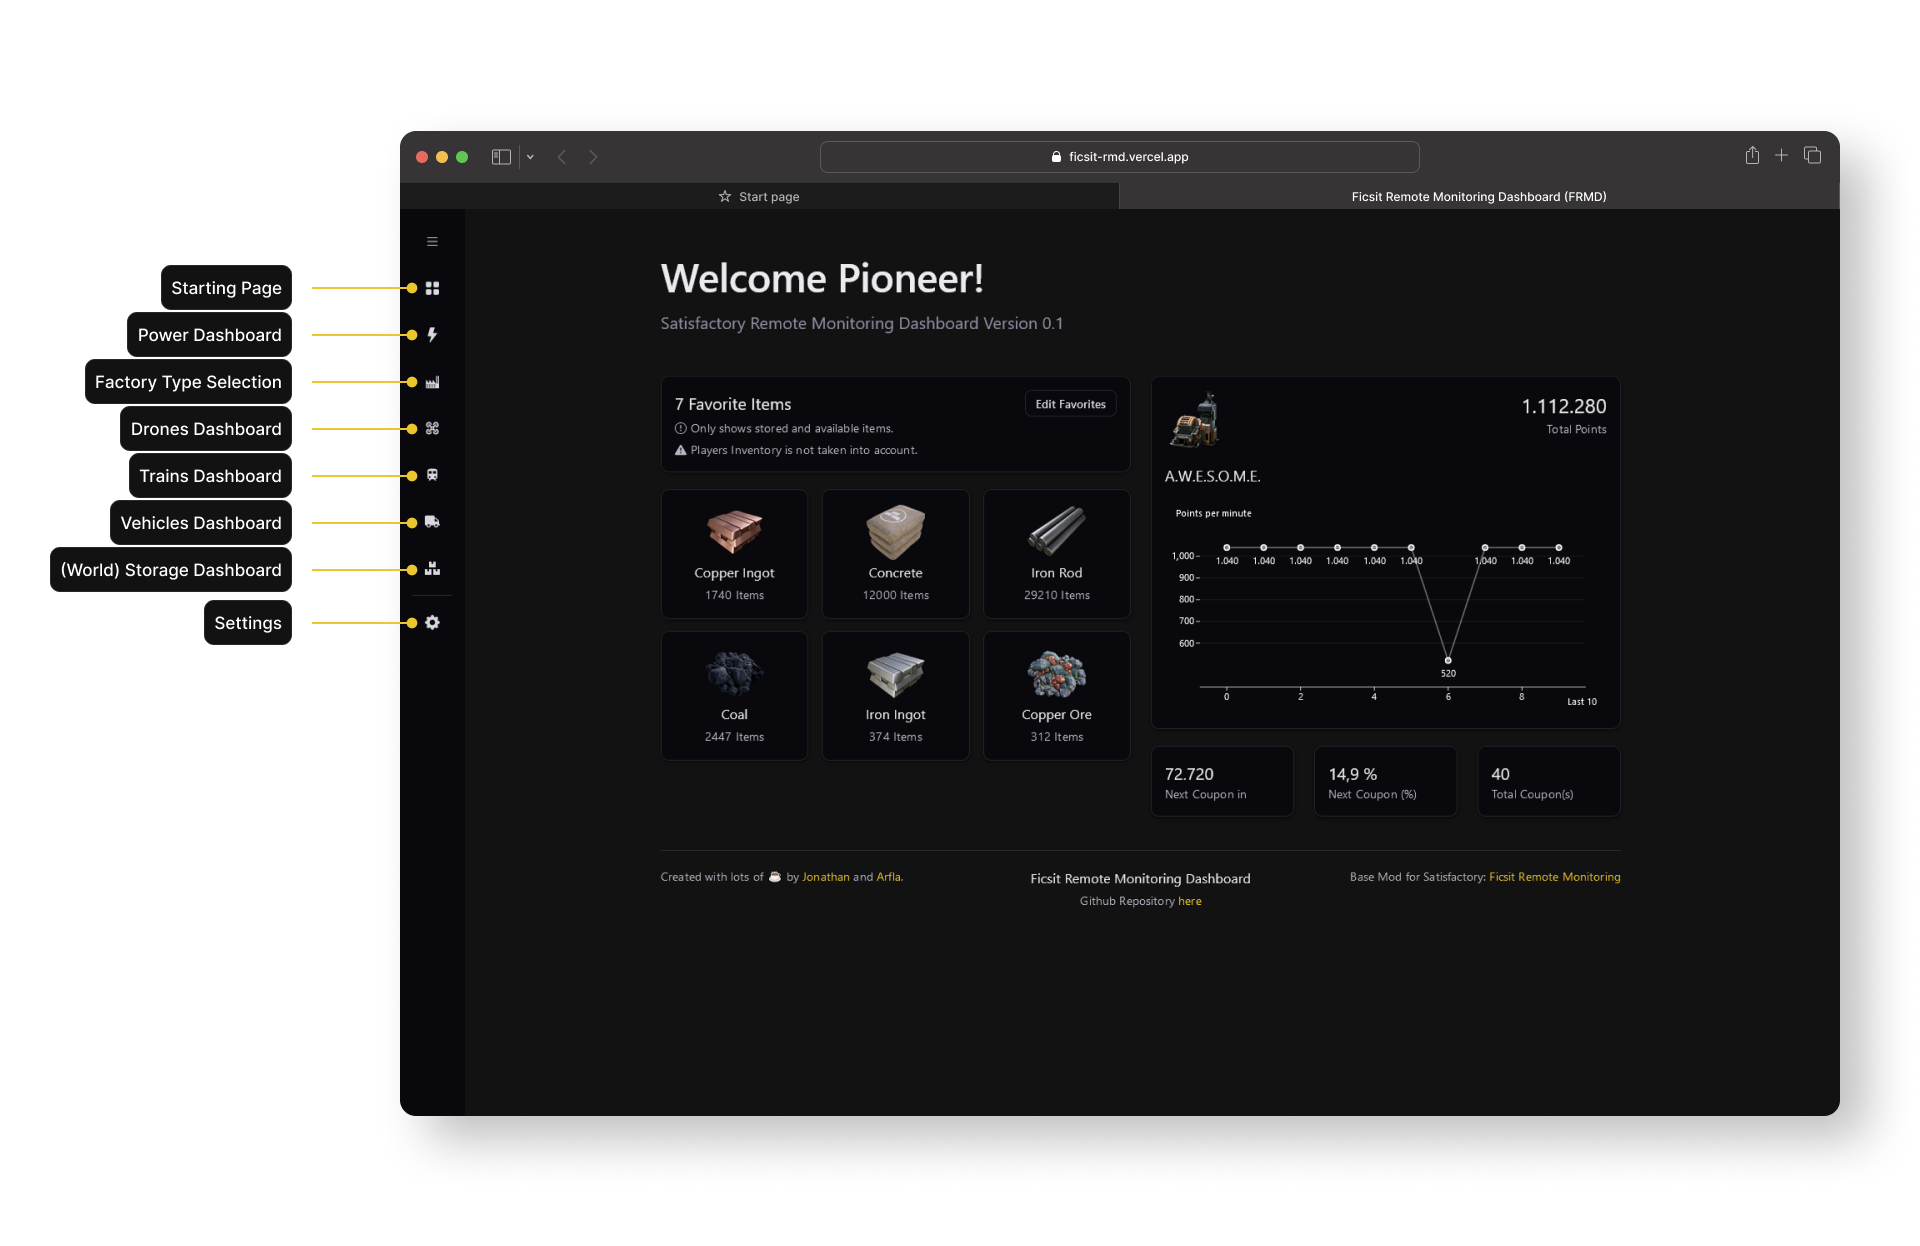 ficsit-rmd.vercel.app
Start page
Ficsit Remote Monitoring Dashboard (FRMD)
Starting Page
Power Dashboard
Factory Type Selection
Drones Dashboard
Trains Dashboard
Vehicles Dashboard
(World) Storage Dashboard
Settings
Welcome Pioneer!
Satisfactory Remote Monitoring Dashboard Version 0.1
7 Favorite Items
Edit Favorites
Only shows stored and available items.
Players Inventory is not taken into account.
Copper Ingot
1740 Items
Concrete
12000 Items
Iron Rod
29210 Items
Coal
2447 Items
Iron Ingot
374 Items
Copper Ore
312 Items
1.112.280
Total Points
A.W.E.S.O.M.E.
Points per minute
1,000
900
800
700
600
1.040 1.040 1.040 1.040 1.040 1.040 1.040 1.040 1.040
520
0 2 4 6 8
Last 10
72.720
Next Coupon in
14,9 %
Next Coupon (%)
40
Total Coupon(s)
Created with lots of ☕ by Jonathan and Arfla.
Ficsit Remote Monitoring Dashboard
Github Repository here
Base Mod for Satisfactory: Ficsit Remote Monitoring